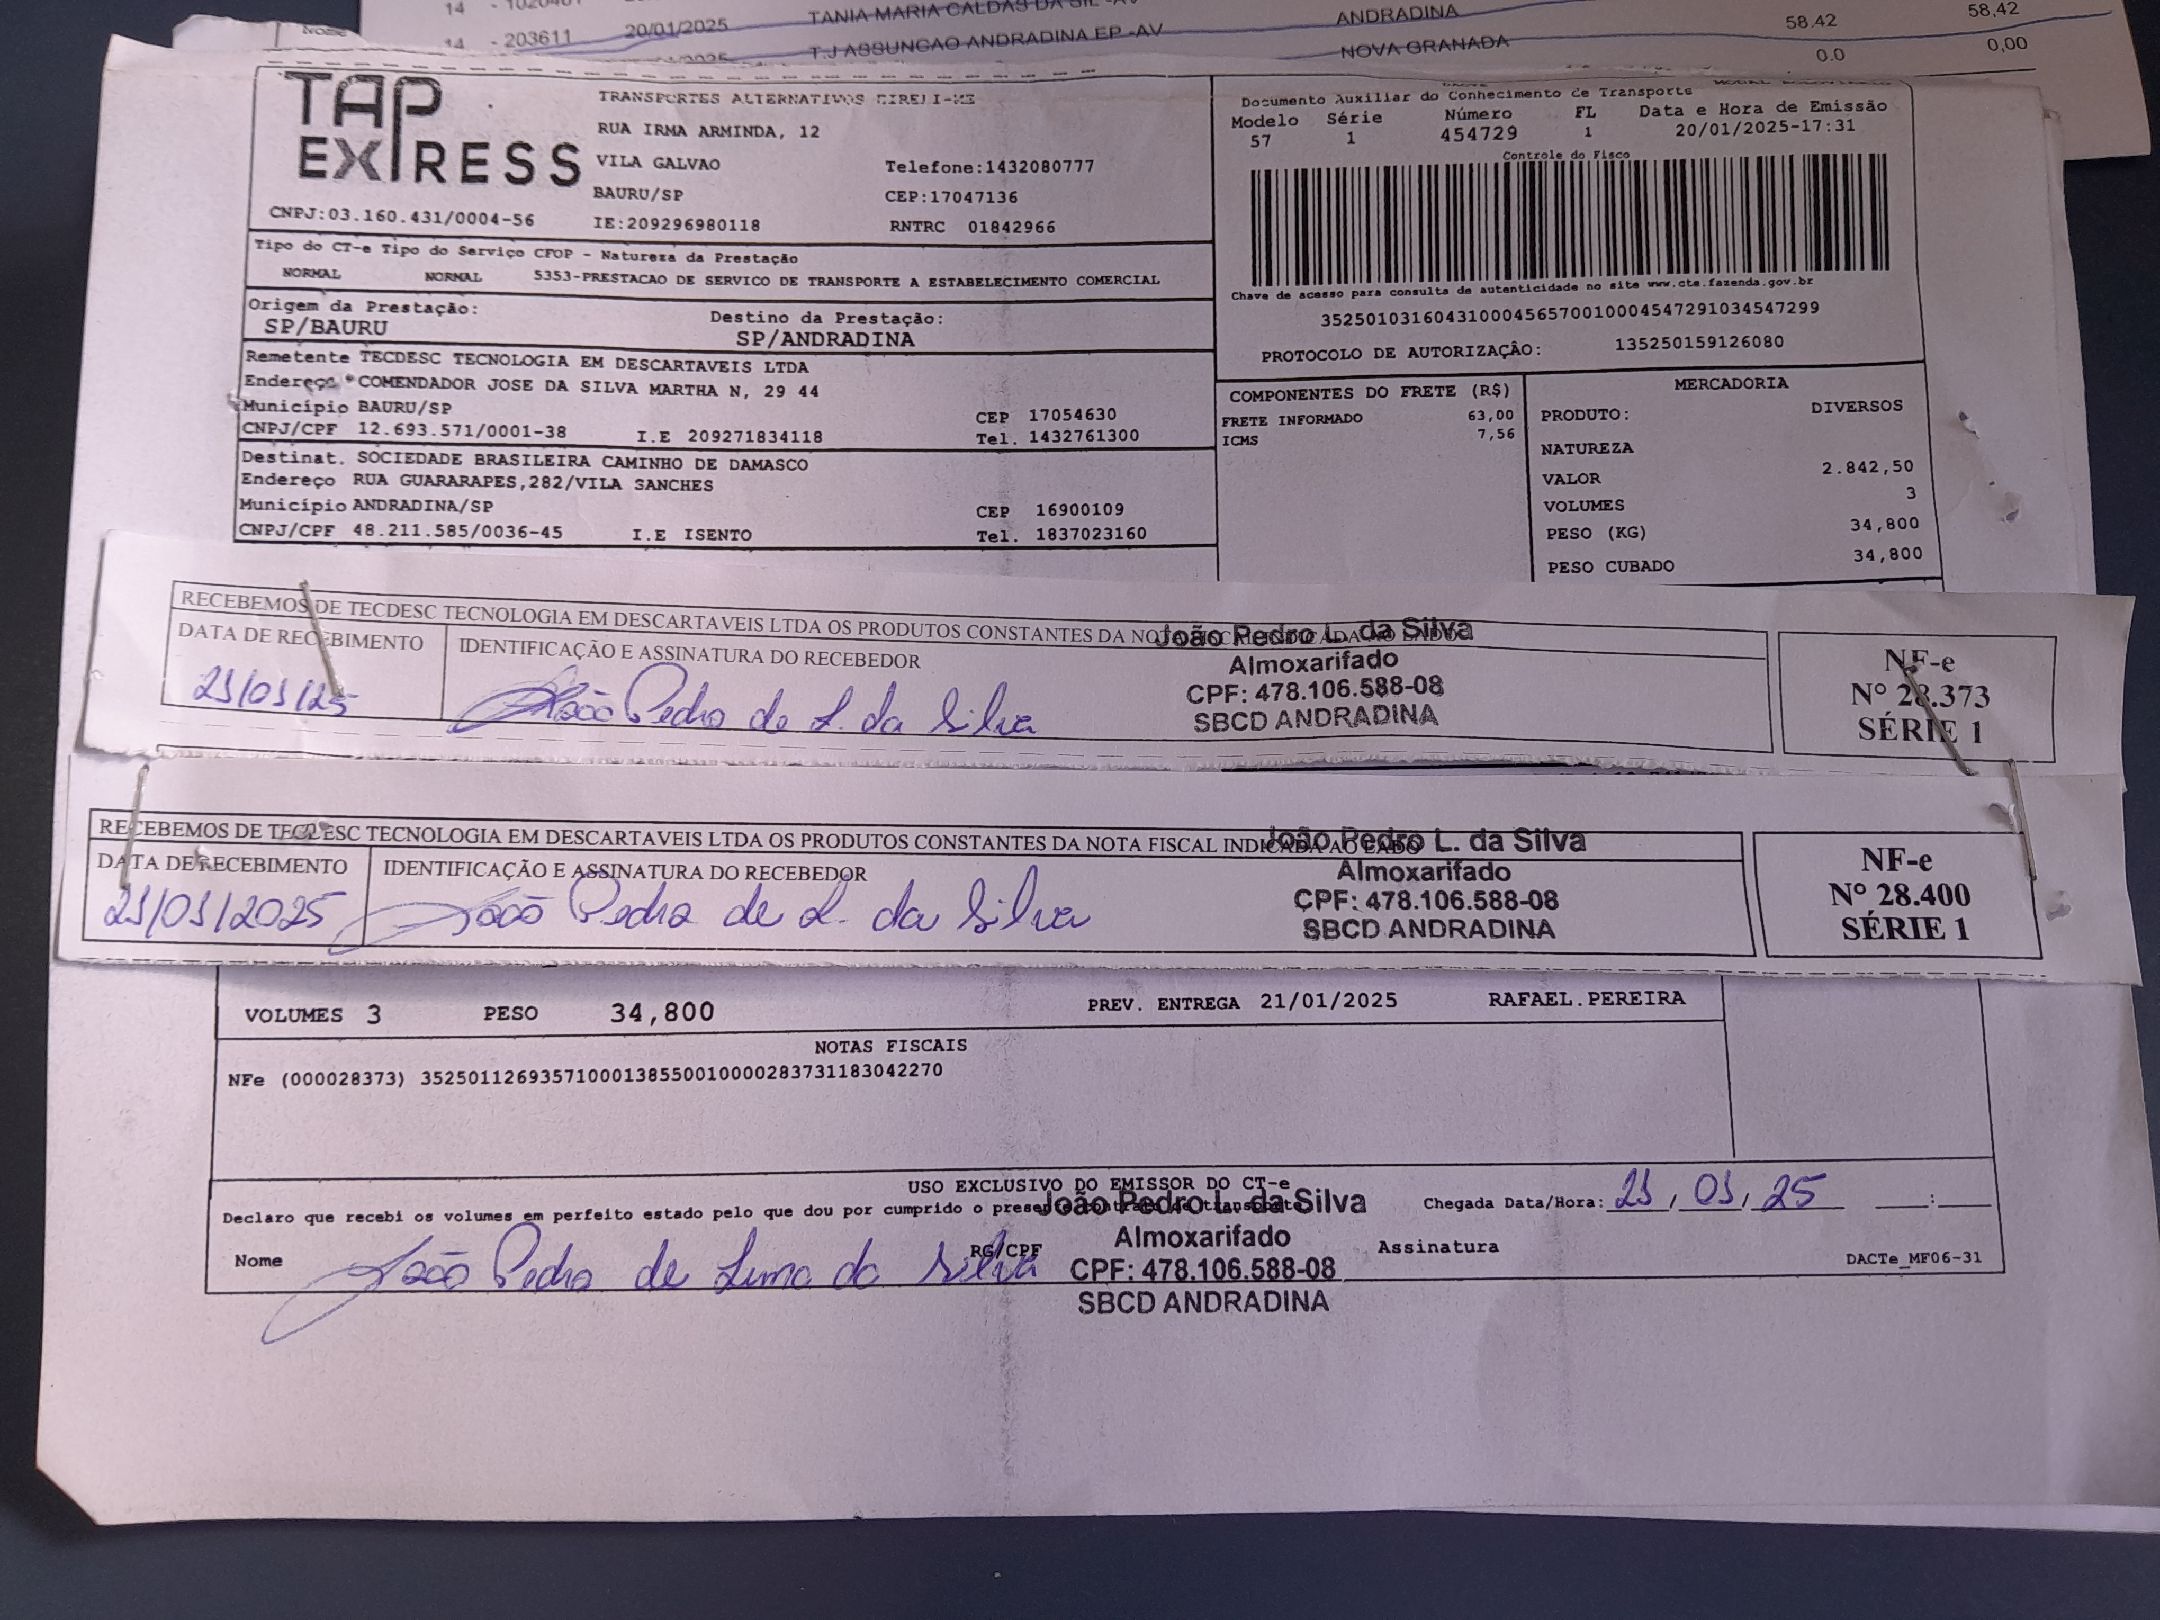 14 - 1020401
TANIA MARIA CALDAS DA SIL -AV ANDRADINA 58,42 58,42
14 - 203611 20/01/2025 T.J ASSUNCAO ANDRADINA EP -AV NOVA GRANADA 0.0 0,00
TAP EXPRESS
TRANSPORTES ALTERNATIVOS EIRELI-ME
RUA IRMA ARMINDA, 12
VILA GALVAO Telefone:1432080777
BAURU/SP CEP:17047136
CNPJ:03.160.431/0004-56 IE:209296980118 RNTRC 01842966
Documento Auxiliar do Conhecimento de Transporte
Modelo Série Número FL Data e Hora de Emissão
57 1 454729 1 20/01/2025-17:31
Controle do Fisco
Chave de acesso para consulta de autenticidade no site www.cte.fazenda.gov.br
35250103160431000456570010004547291034547299
PROTOCOLO DE AUTORIZAÇÃO: 135250159126080
Tipo do CT-e Tipo do Serviço CFOP - Natureza da Prestação
NORMAL NORMAL 5353-PRESTACAO DE SERVICO DE TRANSPORTE A ESTABELECIMENTO COMERCIAL
Origem da Prestação: Destino da Prestação:
SP/BAURU SP/ANDRADINA
Remetente TECDESC TECNOLOGIA EM DESCARTAVEIS LTDA
Endereço COMENDADOR JOSE DA SILVA MARTHA N, 29 44
Município BAURU/SP CEP 17054630
CNPJ/CPF 12.693.571/0001-38 I.E 209271834118 Tel. 1432761300
Destinat. SOCIEDADE BRASILEIRA CAMINHO DE DAMASCO
Endereço RUA GUARARAPES,282/VILA SANCHES
Município ANDRADINA/SP CEP 16900109
CNPJ/CPF 48.211.585/0036-45 I.E ISENTO Tel. 1837023160
COMPONENTES DO FRETE (R$)
FRETE INFORMADO 63,00
ICMS 7,56
MERCADORIA
PRODUTO: DIVERSOS
NATUREZA
VALOR 2.842,50
VOLUMES 3
PESO (KG) 34,800
PESO CUBADO 34,800
RECEBEMOS DE TECDESC TECNOLOGIA EM DESCARTAVEIS LTDA OS PRODUTOS CONSTANTES DA NOTA
DATA DE RECEBIMENTO IDENTIFICAÇÃO E ASSINATURA DO RECEBEDOR
21/01/25 João Pedro de L. da Silva
João Pedro L. da Silva
Almoxarifado
CPF: 478.106.588-08
SBCD ANDRADINA
NF-e
Nº 28.373
SÉRIE 1
RECEBEMOS DE TECDESC TECNOLOGIA EM DESCARTAVEIS LTDA OS PRODUTOS CONSTANTES DA NOTA FISCAL INDICADA AO LADO
DATA DE RECEBIMENTO IDENTIFICAÇÃO E ASSINATURA DO RECEBEDOR
21/01/2025 João Pedro de L. da Silva
João Pedro L. da Silva
Almoxarifado
CPF: 478.106.588-08
SBCD ANDRADINA
NF-e
Nº 28.400
SÉRIE 1
VOLUMES 3 PESO 34,800 PREV. ENTREGA 21/01/2025 RAFAEL.PEREIRA
NOTAS FISCAIS
NFe (000028373) 35250112693571000138550010000283731183042270
USO EXCLUSIVO DO EMISSOR DO CT-e
Declaro que recebi os volumes em perfeito estado pelo que dou por cumprido o presente contrato de transporte Chegada Data/Hora: 21, 01, 25 :
Nome João Pedro de Lima da Silva RG/CPF Assinatura DACTe_MF06-31
João Pedro L. da Silva
Almoxarifado
CPF: 478.106.588-08
SBCD ANDRADINA